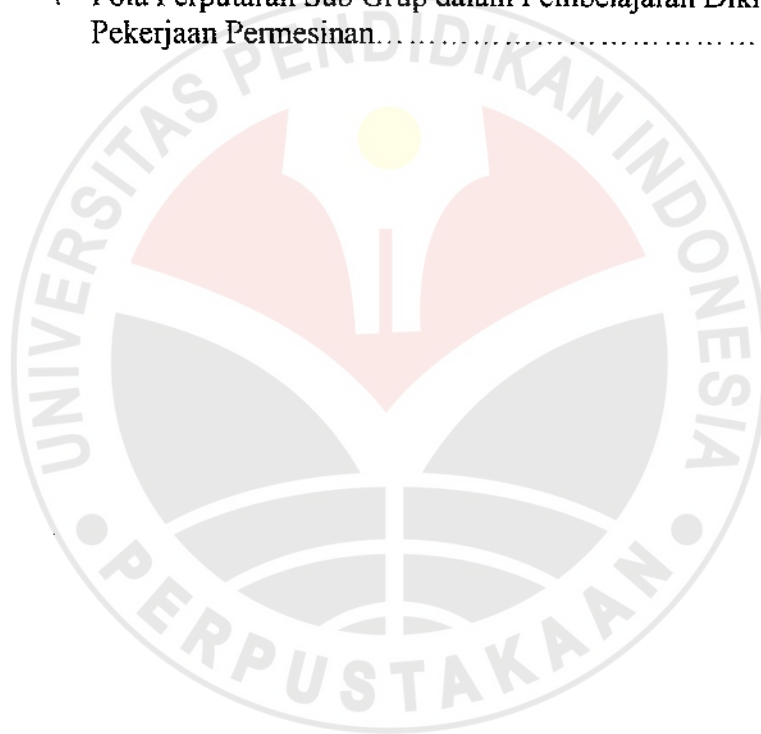 Pola Perputaran Sub Grup dalam Pembelajaran
Pekerjaan Permesinan..................................
UNIVERSITAS PENDIDIKAN INDONESIA
• PERPUSTAKAAN •